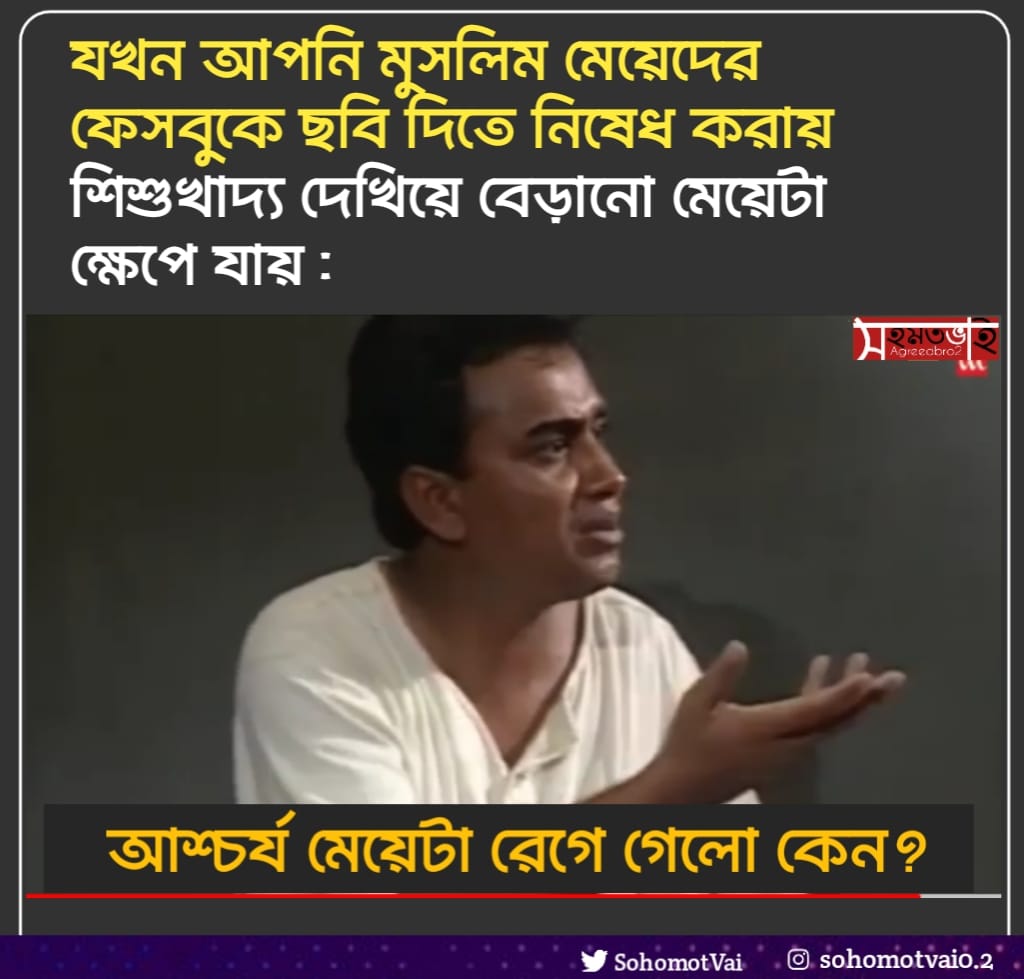 যখন আপনি মুসলিম মেয়েদের
ফেসবুকে ছবি দিতে নিষেধ করায়
শিশুখাদ্য দেখিয়ে বেড়ানো মেয়েটা
ক্ষেপে যায় :
সহমতভাই
Agreeabro2
আশ্চর্য মেয়েটা রেগে গেলো কেন?
SohomotVai
sohomotvai0.2